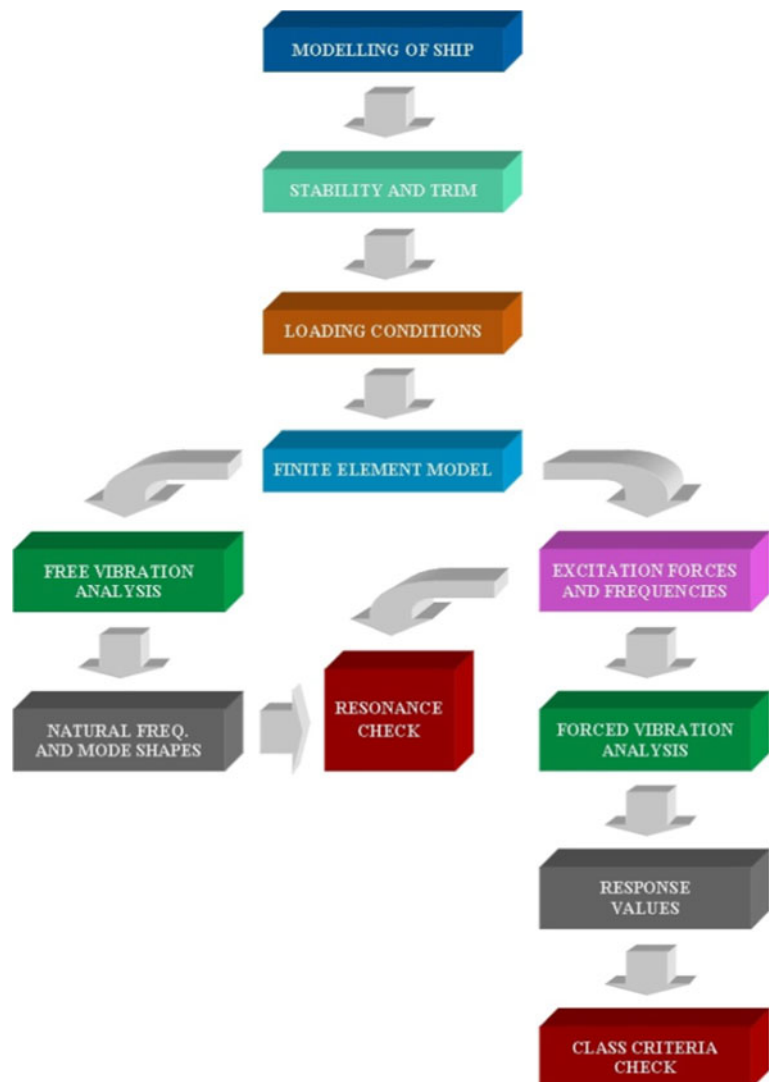 MODELLING OF SHIP
STABILITY AND TRIM
LOADING CONDITIONS
FINITE ELEMENT MODEL
FREE VIBRATION
ANALYSIS
EXCITATION FORCES
AND FREQUENCIES
NATURAL FREQ.
AND MODE SHAPES
RESONANCE
CHECK
FORCED VIBRATION
ANALYSIS
RESPONSE
VALUES
CLASS CRITERIA
CHECK